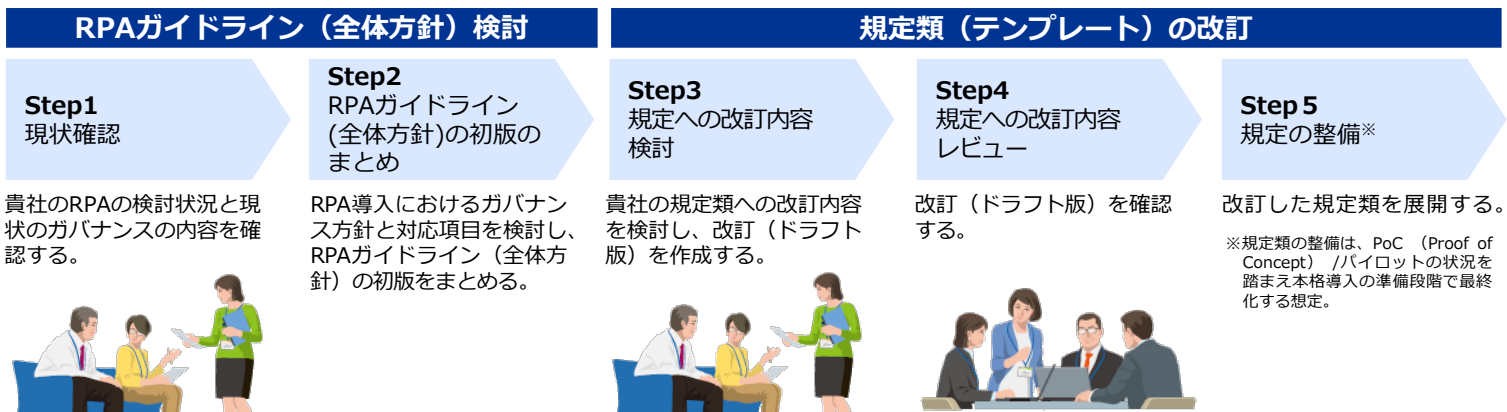 RPAガイドライン（全体方針）検討
規定類（テンプレート）の改訂
Step1
現状確認
Step2
RPAガイドライン
(全体方針)の初版の
まとめ
Step3
規定への改訂内容
検討
Step4
規定への改訂内容
レビュー
Step 5
規定の整備※
貴社のRPAの検討状況と現
状のガバナンスの内容を確
認する。
RPA導入におけるガバナン
ス方針と対応項目を検討し、
RPAガイドライン（全体方
針）の初版をまとめる。
貴社の規定類への改訂内容
を検討し、改訂（ドラフト
版）を作成する。
改訂（ドラフト版）を確認
する。
改訂した規定類を展開する。
※規定類の整備は、PoC （Proof of
Concept） /パイロットの状況を
踏まえ本格導入の準備段階で最終
化する想定。